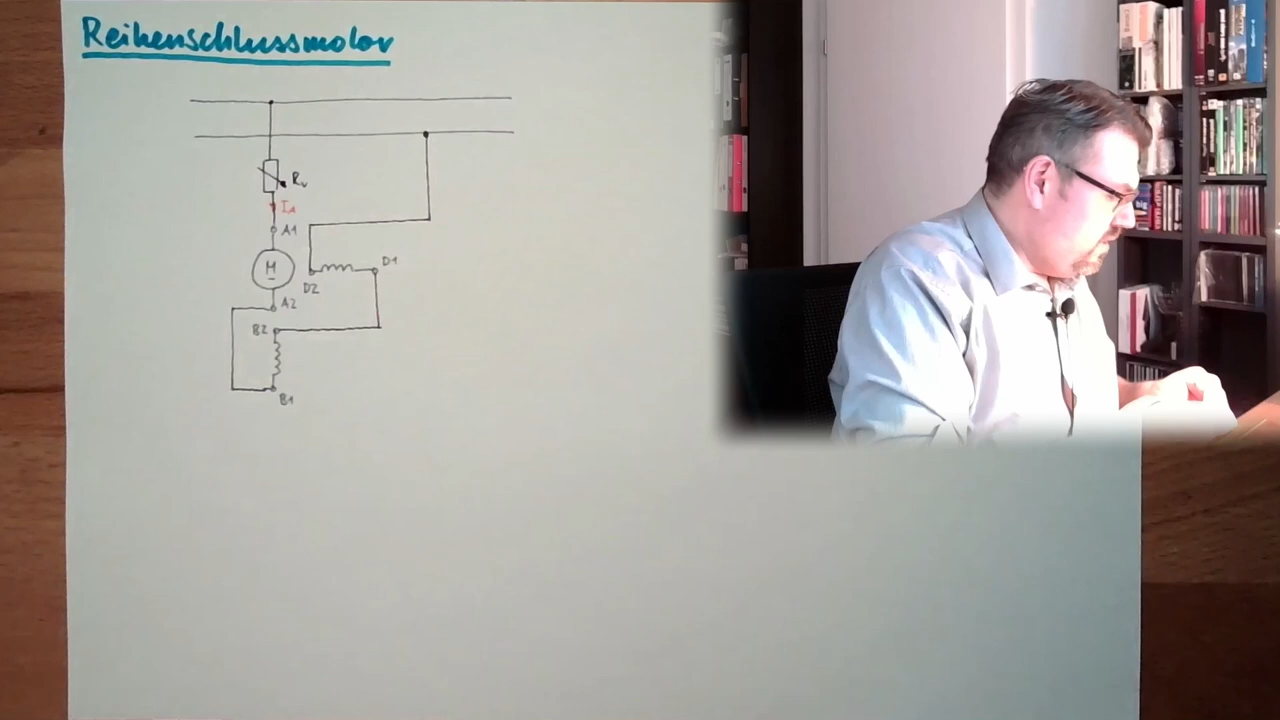 Reihenschlussmotor
Rv
IA
A1
M
D1
D2
A2
B2
B1